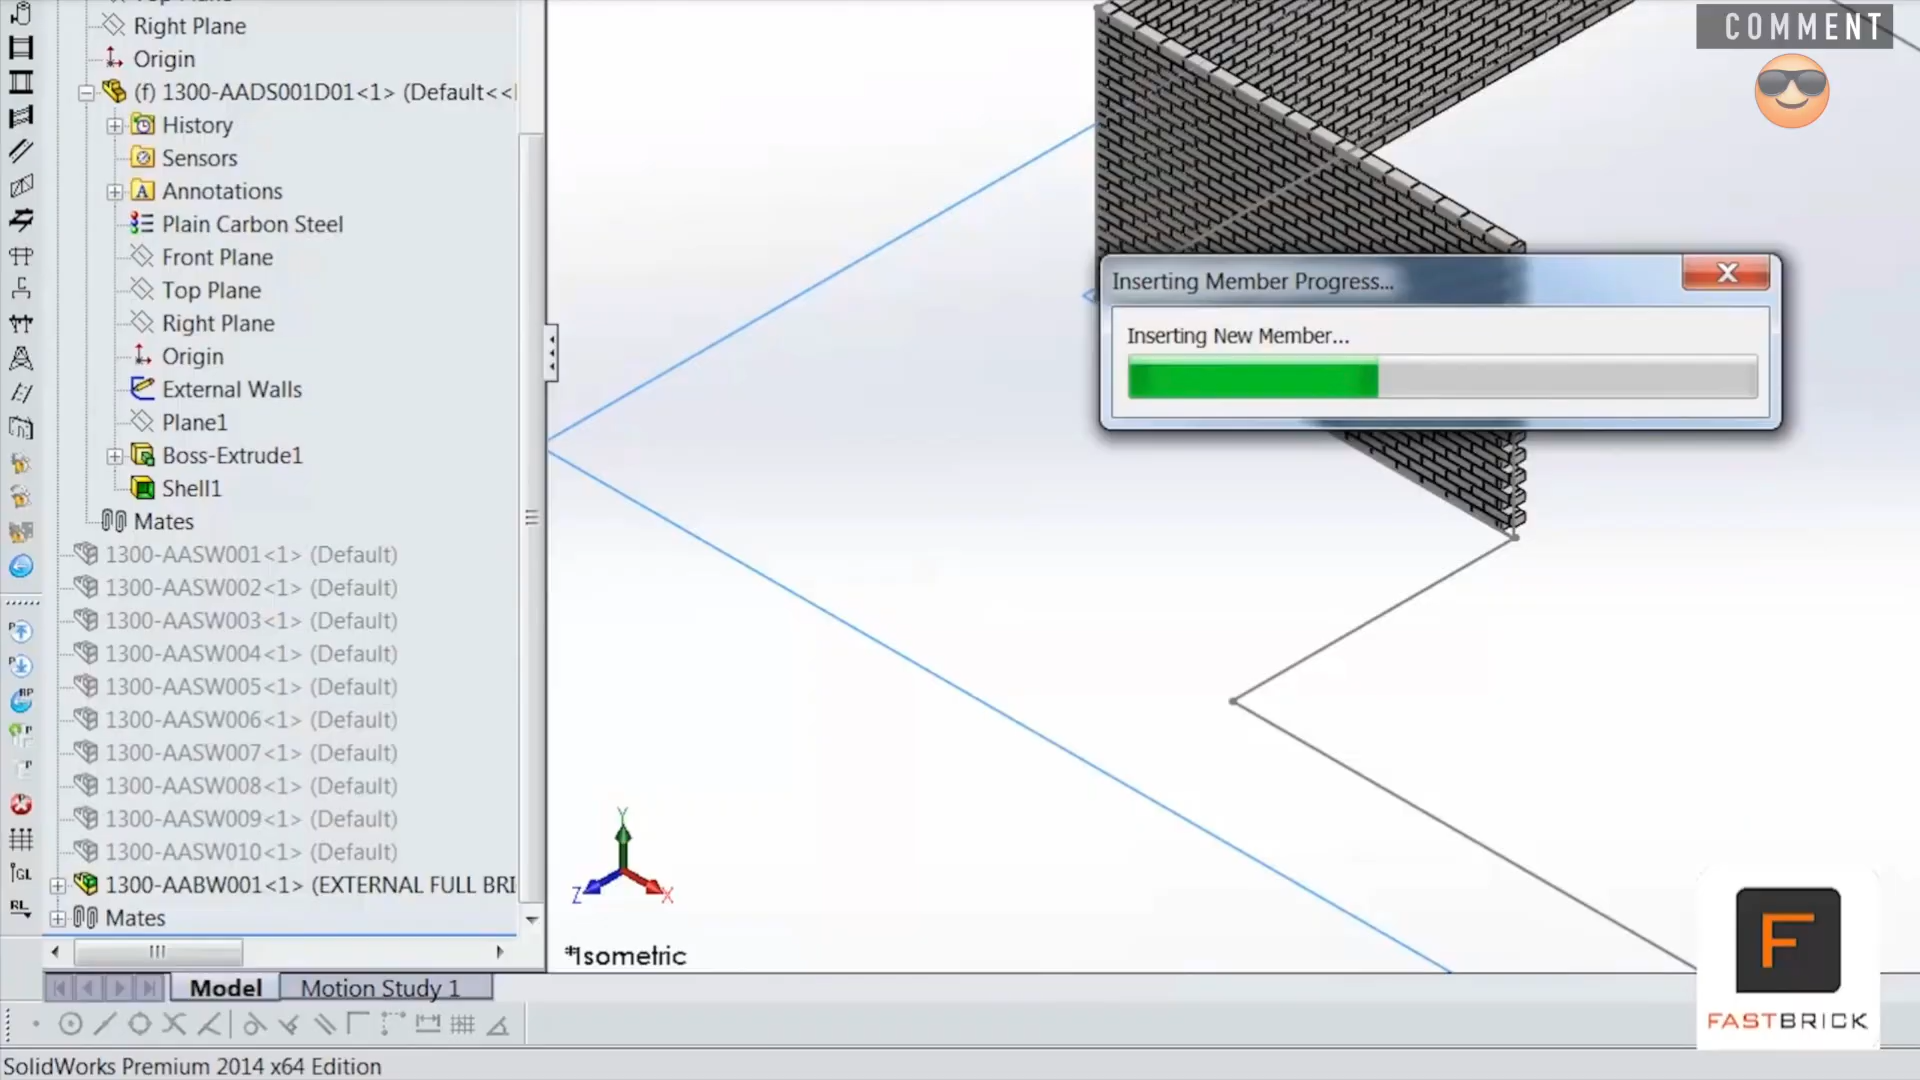 Right Plane
Origin
(f) 1300-AADS001D01<1> (Default<<
History
Sensors
A Annotations
Plain Carbon Steel
Front Plane
Top Plane
Right Plane
Origin
External Walls
Plane1
Boss-Extrude1
Shell1
Mates
1300-AASW001<1> (Default)
1300-AASW002<1> (Default)
1300-AASW003<1> (Default)
1300-AASW004<1> (Default)
1300-AASW005<1> (Default)
1300-AASW006<1> (Default)
1300-AASW007<1> (Default)
1300-AASW008<1> (Default)
1300-AASW009<1> (Default)
1300-AASW010<1> (Default)
1300-AABW001<1> (EXTERNAL FULL BRI
Mates
Model
Motion Study 1
SolidWorks Premium 2014 x64 Edition
P
P
RP
P
P
GL
RL
COMMENT
Inserting Member Progress...
Inserting New Member...
Y
Z
X
*Isometric
F
FASTBRICK